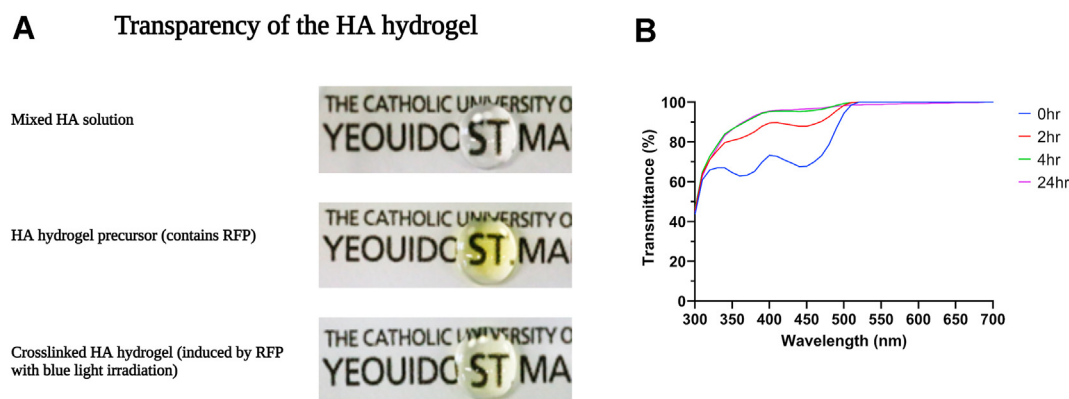 A
Transparency of the HA hydrogel
Mixed HA solution
THE CATHOLIC UNIVERSITY O
YEOUIDO ST MA
HA hydrogel precursor (contains RFP)
THE CATHOLIC UNIVERSITY O
YEOUIDO ST. MA
Crosslinked HA hydrogel (induced by RFP
with blue light irradiation)
THE CATHOLIC UNIVERSITY O
YEOUIDO ST MA
B
Transmittance (%)
100
80
60
40
20
0
300 350 400 450 500 550 600 650 700
Wavelength (nm)
0hr
2hr
4hr
24hr